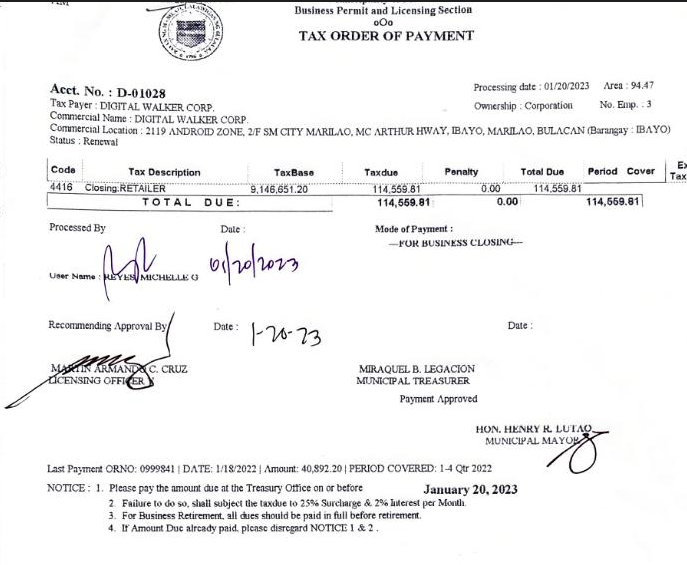 Business Permit and Licensing Section
oOo
TAX ORDER OF PAYMENT
Acct. No. : D-01028
Processing date : 01/20/2023 Area : 94.47
Tax Payer : DIGITAL WALKER CORP.
Ownership : Corporation No. Emp. : 3
Commercial Name : DIGITAL WALKER CORP.
Commercial Location : 2119 ANDROID ZONE, 2/F SM CITY MARILAO, MC ARTHUR HWAY, IBAYO, MARILAO, BULACAN (Barangay : IBAYO)
Status : Renewal
Code Tax Description TaxBase Taxdue Penalty Total Due Period Cover Ex
Tax
4416 Closing:RETAILER 9,146,651.20 114,559.81 0.00 114,559.81
TOTAL DUE: 114,559.81 0.00 114,559.81
Processed By Date : Mode of Payment :
---FOR BUSINESS CLOSING---
01/20/2023
User Name : REYES, MICHELLE G
Recommending Approval By Date : 1-20-23 Date :
MARTIN ARMANDO C. CRUZ MIRAQUEL B. LEGACION
LICENSING OFFICER MUNICIPAL TREASURER
Payment Approved
HON. HENRY R. LUTAO
MUNICIPAL MAYOR
Last Payment ORNO: 0999841 | DATE: 1/18/2022 | Amount: 40,892.20 | PERIOD COVERED: 1-4 Qtr 2022
NOTICE : 1. Please pay the amount due at the Treasury Office on or before January 20, 2023
2. Failure to do so, shall subject the taxdue to 25% Surcharge & 2% Interest per Month.
3. For Business Retirement, all dues should be paid in full before retirement.
4. If Amount Due already paid, please disregard NOTICE 1 & 2 .